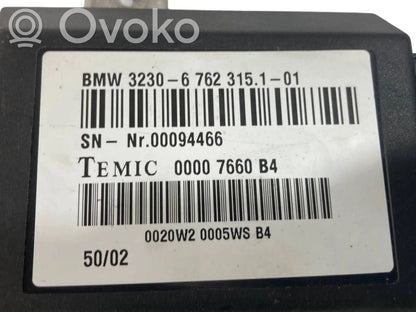 OVOKO
BMW 3230-6 762 315.1-01
SN- Nr.00094466
TEMIC 0000 7660 B4
0020W2 0005WS B4
50/02